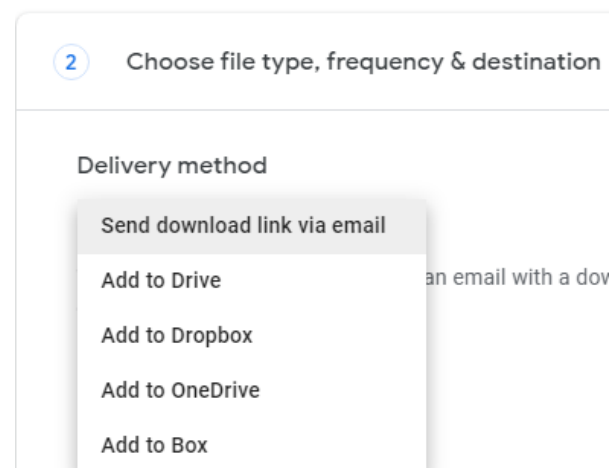 2 Choose file type, frequency & destination
Delivery method
Send download link via email
an email with a
Add to Drive
Add to Dropbox
Add to OneDrive
Add to Box